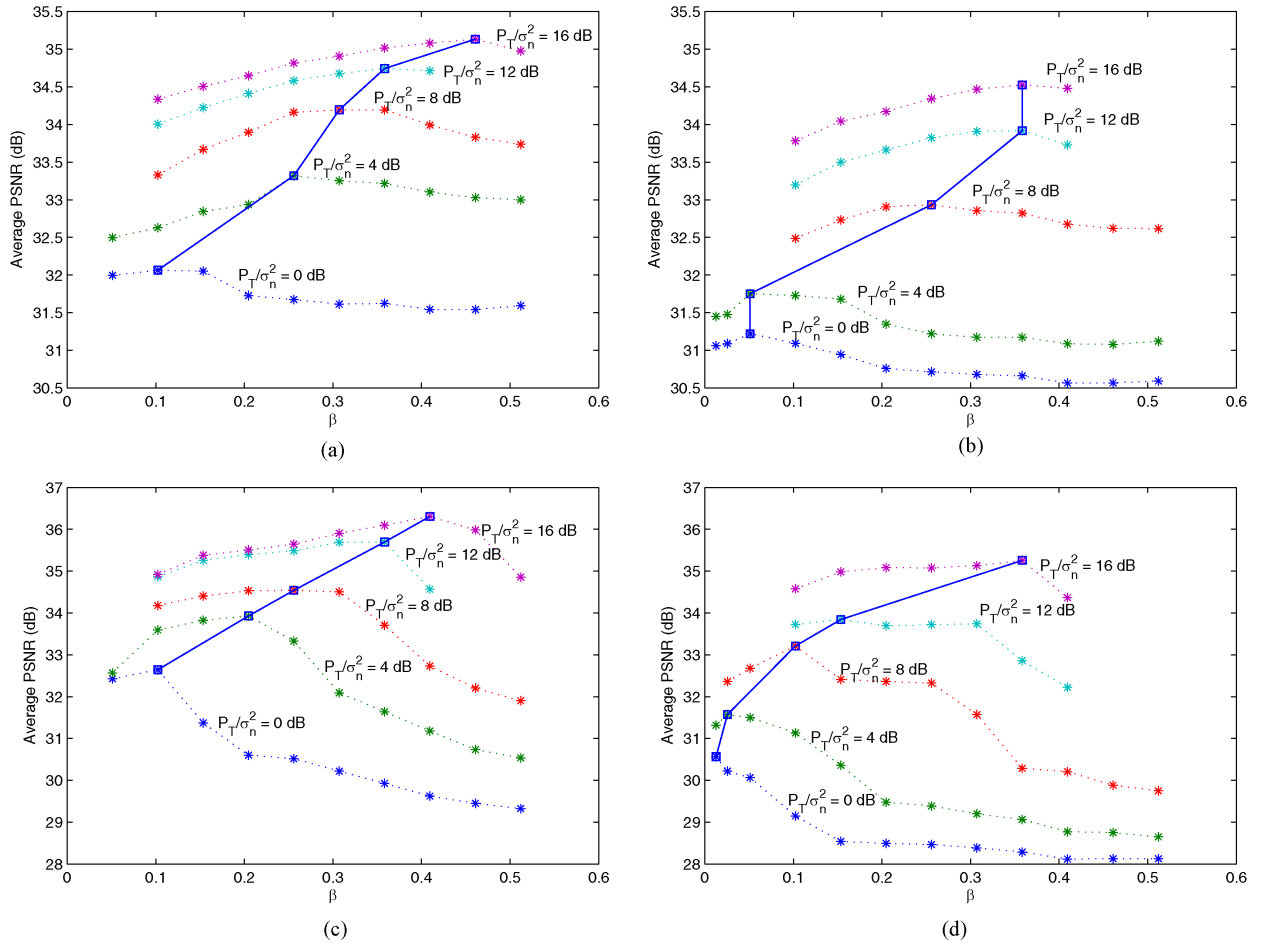 35.5
35
34.5
34
33.5
33
32.5
32
31.5
31
30.5
0
0.1
0.2
0.3
0.4
0.5
0.6
Average PSNR (dB)
β
P_T/σ_n^2 = 16 dB
P_T/σ_n^2 = 12 dB
P_T/σ_n^2 = 8 dB
P_T/σ_n^2 = 4 dB
P_T/σ_n^2 = 0 dB
(a)
35.5
35
34.5
34
33.5
33
32.5
32
31.5
31
30.5
0
0.1
0.2
0.3
0.4
0.5
0.6
Average PSNR (dB)
β
P_T/σ_n^2 = 16 dB
P_T/σ_n^2 = 12 dB
P_T/σ_n^2 = 8 dB
P_T/σ_n^2 = 4 dB
P_T/σ_n^2 = 0 dB
(b)
37
36
35
34
33
32
31
30
29
28
0
0.1
0.2
0.3
0.4
0.5
0.6
Average PSNR (dB)
β
P_T/σ_n^2 = 16 dB
P_T/σ_n^2 = 12 dB
P_T/σ_n^2 = 8 dB
P_T/σ_n^2 = 4 dB
P_T/σ_n^2 = 0 dB
(c)
37
36
35
34
33
32
31
30
29
28
0
0.1
0.2
0.3
0.4
0.5
0.6
Average PSNR (dB)
β
P_T/σ_n^2 = 16 dB
P_T/σ_n^2 = 12 dB
P_T/σ_n^2 = 8 dB
P_T/σ_n^2 = 4 dB
P_T/σ_n^2 = 0 dB
(d)